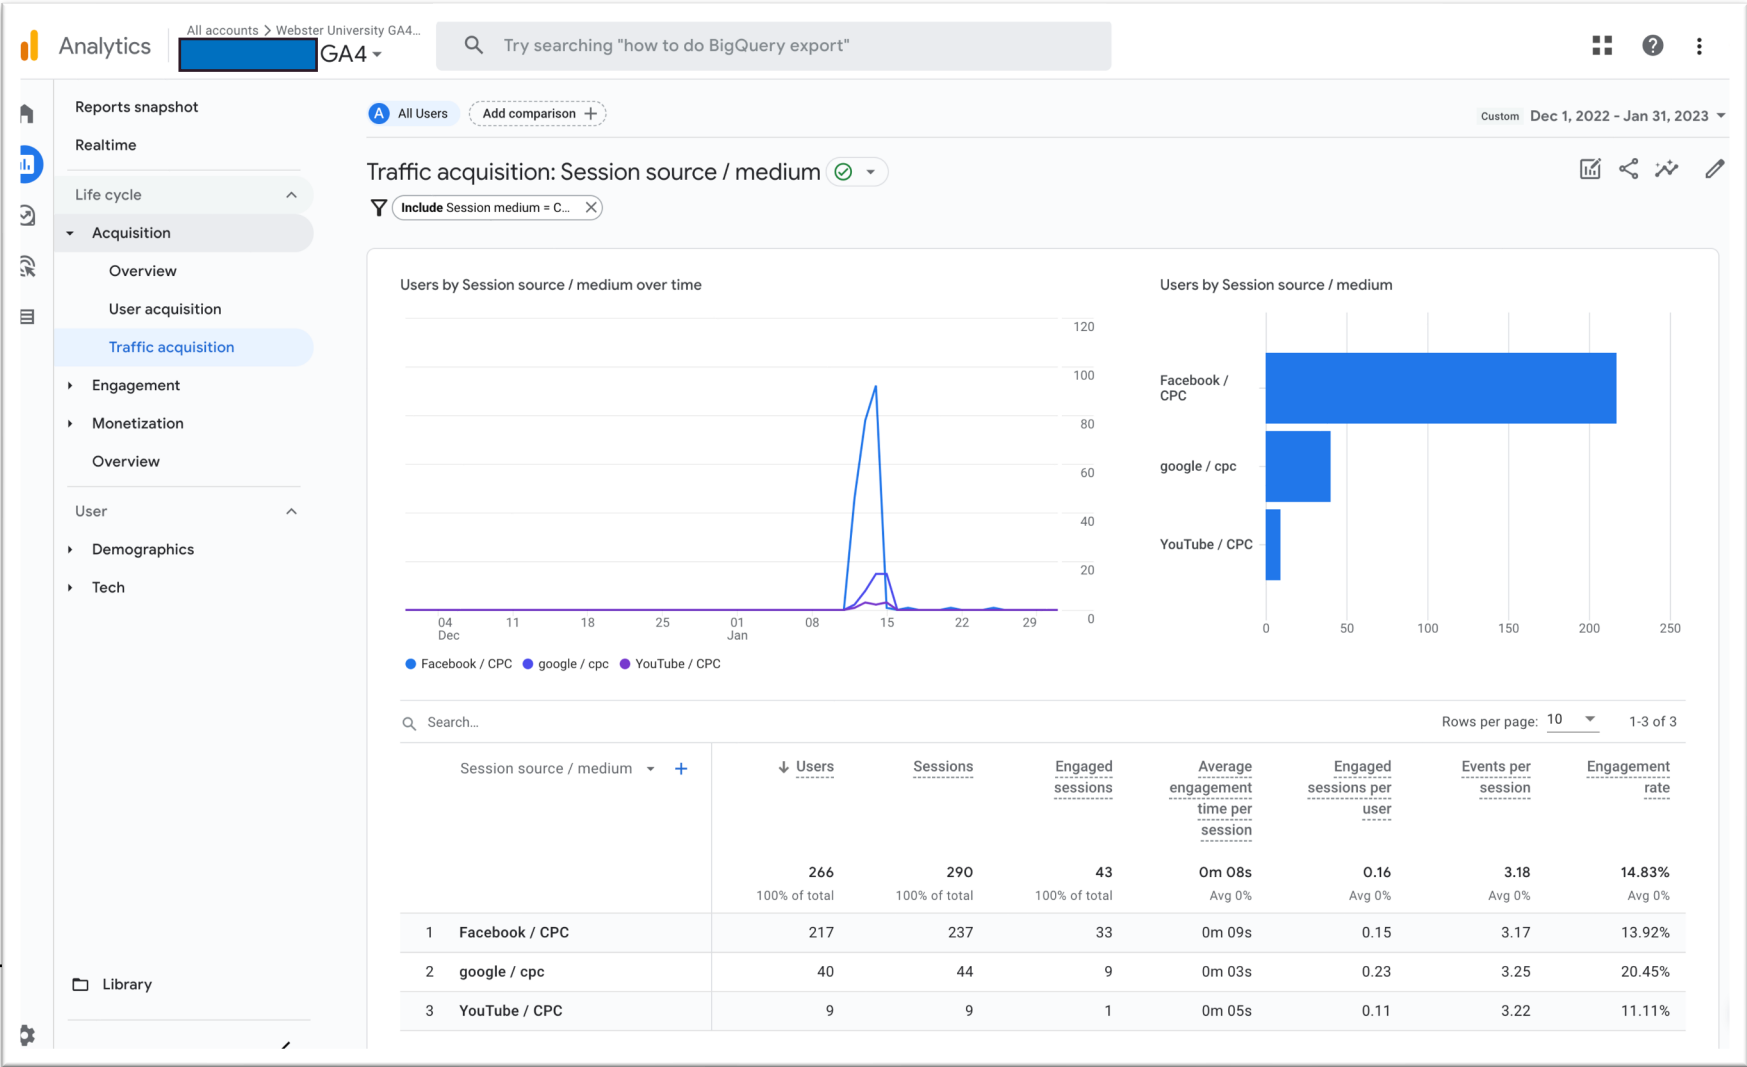 Analytics
All accounts > Webster University GA4...
GA4
Try searching "how to do BigQuery export"
Reports snapshot
Realtime
Life cycle
Acquisition
Overview
User acquisition
Traffic acquisition
Engagement
Monetization
Overview
User
Demographics
Tech
Library
A All Users
Add comparison +
Custom Dec 1, 2022 - Jan 31, 2023
Traffic acquisition: Session source / medium
Include Session medium = C...
Users by Session source / medium over time
120
100
80
60
40
20
0
04 11 18 25 01 08 15 22 29
Dec Jan
Facebook / CPC google / cpc YouTube / CPC
Users by Session source / medium
Facebook /
CPC
google / cpc
YouTube / CPC
0 50 100 150 200 250
Search...
Rows per page: 10 1-3 of 3
Session source / medium +
Users
Sessions
Engaged
sessions
Average
engagement
time per
session
Engaged
sessions per
user
Events per
session
Engagement
rate
266 290 43 0m 08s 0.16 3.18 14.83%
100% of total 100% of total 100% of total Avg 0% Avg 0% Avg 0% Avg 0%
1 Facebook / CPC 217 237 33 0m 09s 0.15 3.17 13.92%
2 google / cpc 40 44 9 0m 03s 0.23 3.25 20.45%
3 YouTube / CPC 9 9 1 0m 05s 0.11 3.22 11.11%